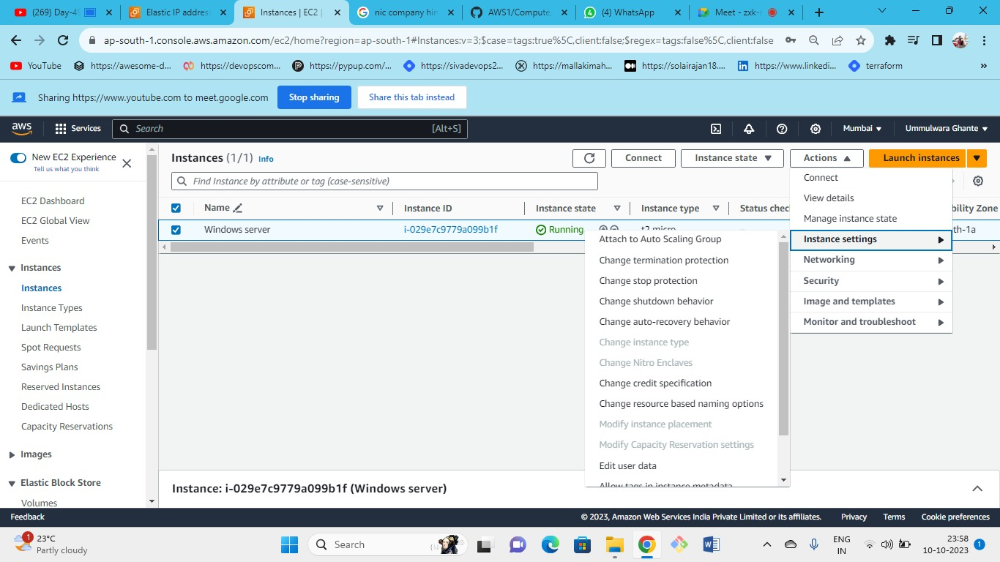 (269) Day-4
Elastic IP address
Instances | EC2 |
nic company hin
AWS1/Compute
(4) WhatsApp
Meet - zxk-r
ap-south-1.console.aws.amazon.com/ec2/home?region=ap-south-1#Instances:v=3;$case=tags:true%5C,client:false;$regex=tags:false%5C,client:false
YouTube
https://awesome-d...
https://devopscom...
https://pypup.com/...
https://sivadevops2...
https://mallakimah...
https://solairajan18....
https://www.linkedi...
terraform
Sharing https://www.youtube.com to meet.google.com
Stop sharing
Share this tab instead
aws
Services
Search
[Alt+S]
Mumbai
Ummulwara Ghante
New EC2 Experience
Tell us what you think
EC2 Dashboard
EC2 Global View
Events
Instances
Instances
Instance Types
Launch Templates
Spot Requests
Savings Plans
Reserved Instances
Dedicated Hosts
Capacity Reservations
Images
Elastic Block Store
Volumes
Instances (1/1) Info
Connect
Instance state
Actions
Launch instances
Find Instance by attribute or tag (case-sensitive)
Name
Instance ID
Instance state
Instance type
Status chec
bility Zone
Windows server
i-029e7c9779a099b1f
Running
t2.micro
th-1a
Connect
View details
Manage instance state
Instance settings
Networking
Security
Image and templates
Monitor and troubleshoot
Attach to Auto Scaling Group
Change termination protection
Change stop protection
Change shutdown behavior
Change auto-recovery behavior
Change instance type
Change Nitro Enclaves
Change credit specification
Change resource based naming options
Modify instance placement
Modify Capacity Reservation settings
Edit user data
Allow tags in instance metadata
Instance: i-029e7c9779a099b1f (Windows server)
Feedback
© 2023, Amazon Web Services India Private Limited or its affiliates.
Privacy
Terms
Cookie preferences
1
23°C
Partly cloudy
Search
ENG
IN
23:58
10-10-2023
1